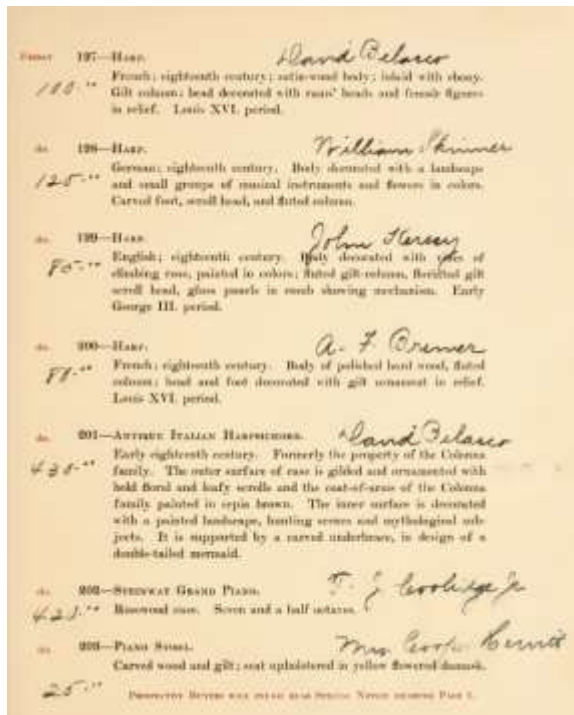 FRIDAY 197—HARP. David Belasco
100.00 French; eighteenth century; satin-wood body; inlaid with ebony.
Gilt column; head decorated with rams' heads and female figures
in relief. Louis XVI. period.
do. 198—HARP. William Skinner
125.00 German; eighteenth century. Body decorated with a landscape
and small groups of musical instruments and flowers in colors.
Carved foot, scroll head, and fluted column.
do. 199—HARP. John
85.00 English; eighteenth century. Body decorated with vines of
climbing rose, painted in colors; fluted gilt-column, floriated gilt
scroll head, glass panels in comb showing mechanism. Early
George III. period.
do. 200—HARP. A. F.
80.00 French; eighteenth century. Body of polished hard wood, fluted
column; head and foot decorated with gilt ornament in relief.
Louis XVI. period.
do. 201—ANTIQUE ITALIAN HARPSICHORD. David Belasco
430.00 Early eighteenth century. Formerly the property of the Colonna
family. The outer surface of case is gilded and ornamented with
bold floral and leafy scrolls and the coat-of-arms of the Colonna
family painted in sepia brown. The inner surface is decorated
with a painted landscape, hunting scenes and mythological sub-
jects. It is supported by a carved underbrace, in design of a
double-tailed mermaid.
do. 202—STEINWAY GRAND PIANO. T. J. Coolidge Jr
Rosewood case. Seven and a half octaves.
do. 203—PIANO STOOL. Mrs Cooper Hewitt
Carved wood and gilt; seat upholstered in yellow flowered damask.
25.00 PROSPECTIVE BUYERS WILL PLEASE READ SPECIAL NOTICE FACING PAGE 1.